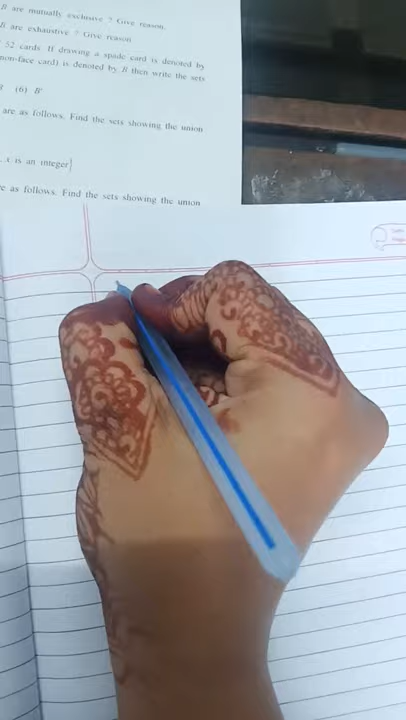 B are mutually exclusive ? Give reason.
B are exhaustive ? Give reason
52 cards. If drawing a spade card is denoted by
non-face card) is denoted by B then write the sets
(6) B'
are as follows. Find the sets showing the union
x is an integer}
e as follows. Find the sets showing the union